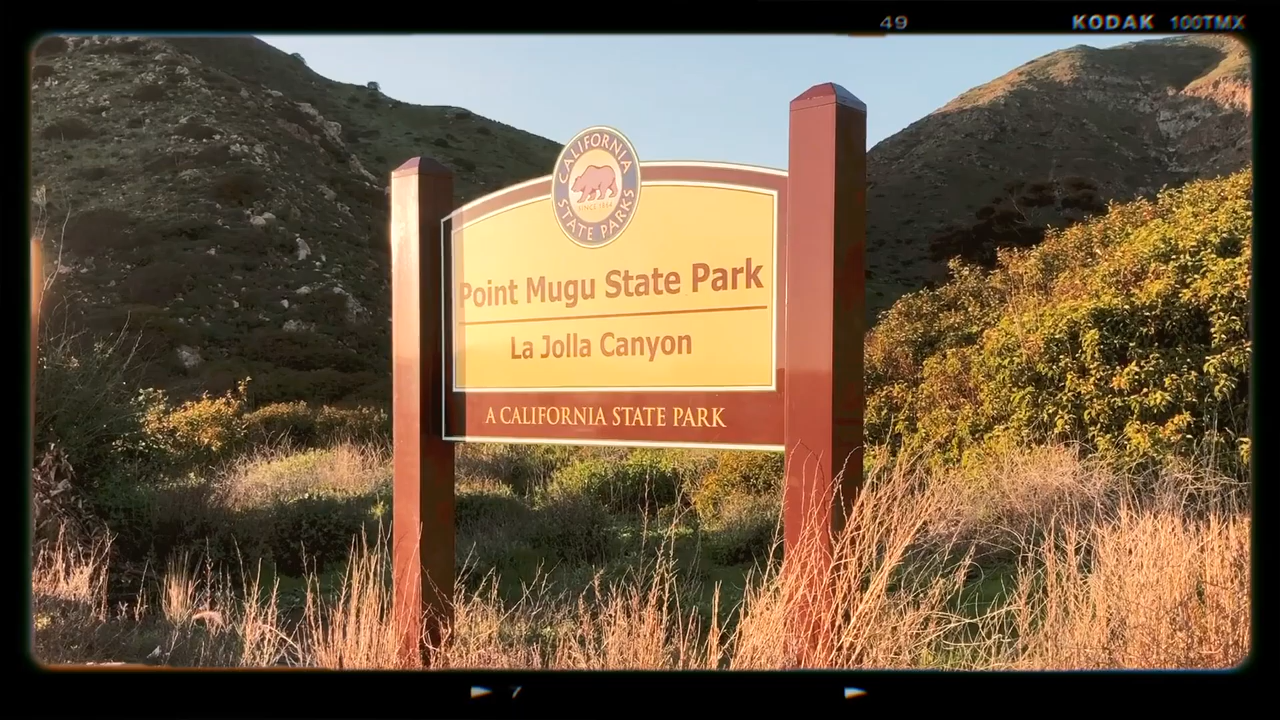 49 KODAK 100TMX
CALIFORNIA
SINCE 1864
STATE PARKS
Point Mugu State Park
La Jolla Canyon
A CALIFORNIA STATE PARK
7